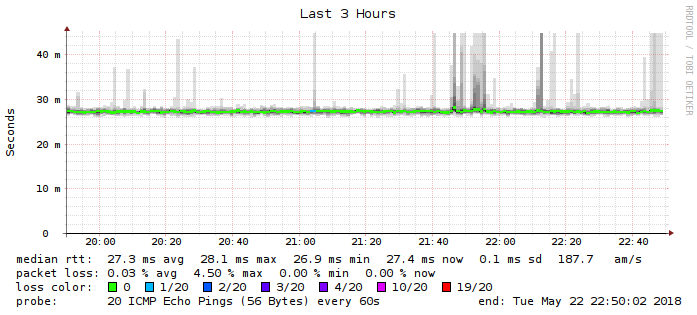 Last 3 Hours
RRDTOOL / TOBI OETIKER
Seconds
40 m
30 m
20 m
10 m
0
20:00 20:20 20:40 21:00 21:20 21:40 22:00 22:20 22:40
median rtt: 27.3 ms avg 28.1 ms max 26.9 ms min 27.4 ms now 0.1 ms sd 187.7 am/s
packet loss: 0.03 % avg 4.50 % max 0.00 % min 0.00 % now
loss color: 0 1/20 2/20 3/20 4/20 10/20 19/20
probe: 20 ICMP Echo Pings (56 Bytes) every 60s end: Tue May 22 22:50:02 2018